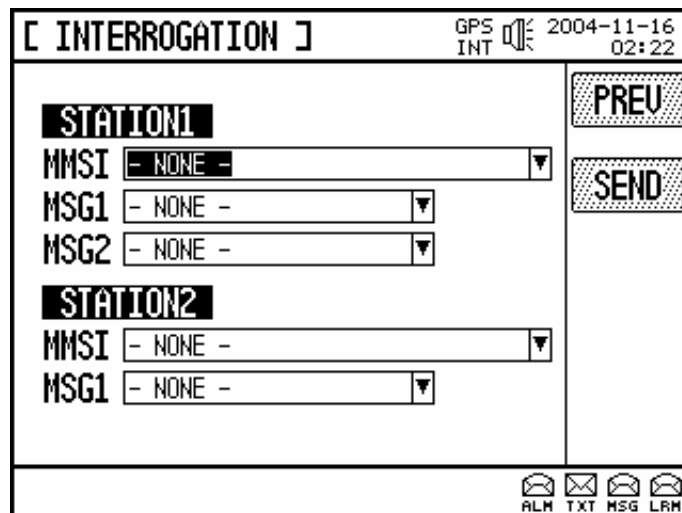 [ INTERROGATION ] GPS INT 2004-11-16 02:22
PREV
STATION1
MMSI - NONE -
SEND
MSG1 - NONE -
MSG2 - NONE -
STATION2
MMSI - NONE -
MSG1 - NONE -
ALM TXT MSG LRM